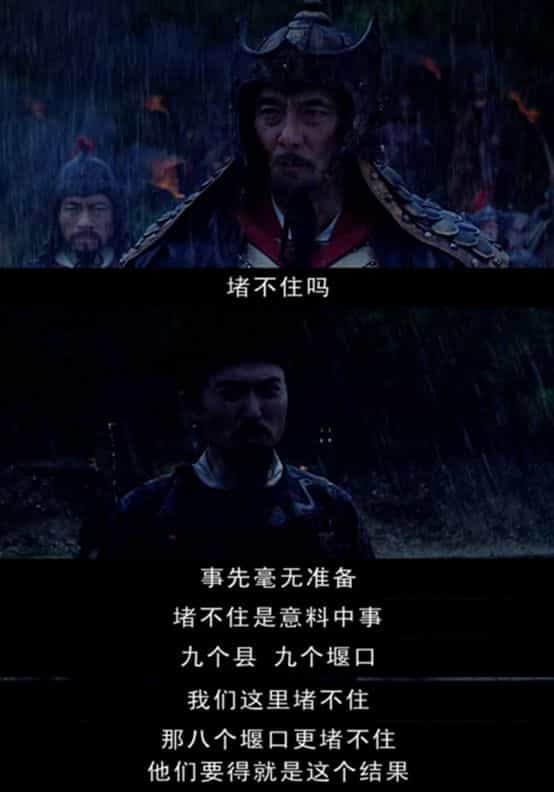 堵不住吗
事先毫无准备
堵不住是意料中事
九个县 九个堰口
我们这里堵不住
那八个堰口更堵不住
他们要得就是这个结果